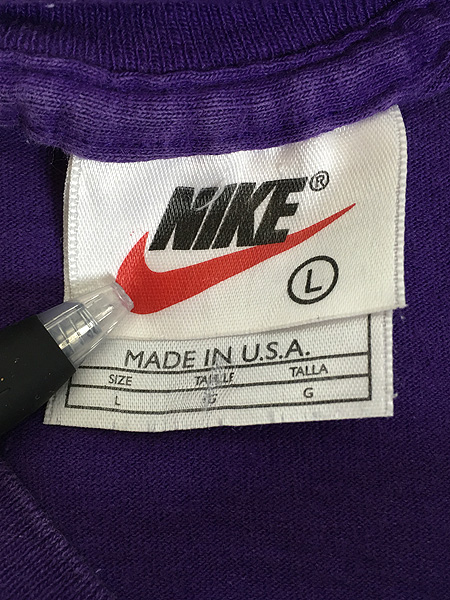 NIKE®
L
MADE IN U.S.A.
SIZE TAILLE TALLA
L G G